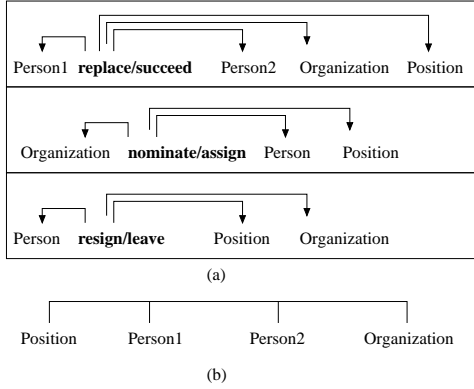 Person1 replace/succeed Person2 Organization Position
Organization nominate/assign Person Position
Person resign/leave Position Organization
(a)
Position Person1 Person2 Organization
(b)